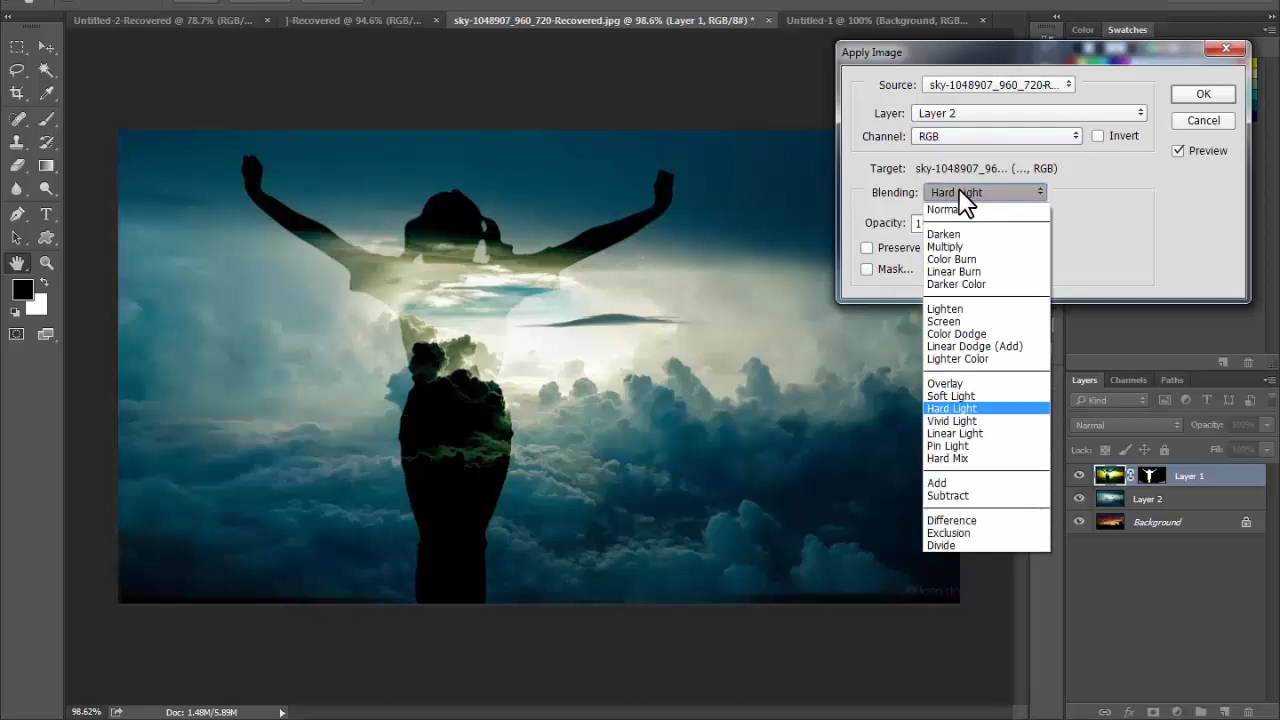 Untitled-2-Recovered @ 78.7% (RGB/... ×
]-Recovered @ 94.6% (RGB/... ×
sky-1048907_960_720-Recovered.jpg @ 98.6% (Layer 1, RGB/8#) * ×
Untitled-1 @ 100% (Background, RGB... ×
Color
Swatches
Apply Image
Source: sky-1048907_960_720-R...
OK
Layer: Layer 2
Cancel
Channel: RGB
Invert
Preview
Target: sky-1048907_96... (..., RGB)
Blending: Hard Light
Normal
Opacity: 1
Darken
Preserve
Multiply
Color Burn
Mask...
Linear Burn
Darker Color
Lighten
Screen
Color Dodge
Linear Dodge (Add)
Lighter Color
Overlay
Soft Light
Hard Light
Vivid Light
Linear Light
Pin Light
Hard Mix
Add
Subtract
Difference
Exclusion
Divide
Layers
Channels
Paths
Kind
Normal
Opacity: 100%
Lock:
Fill: 100%
Layer 1
Layer 2
Background
98.62%
Doc: 1.48M/5.89M